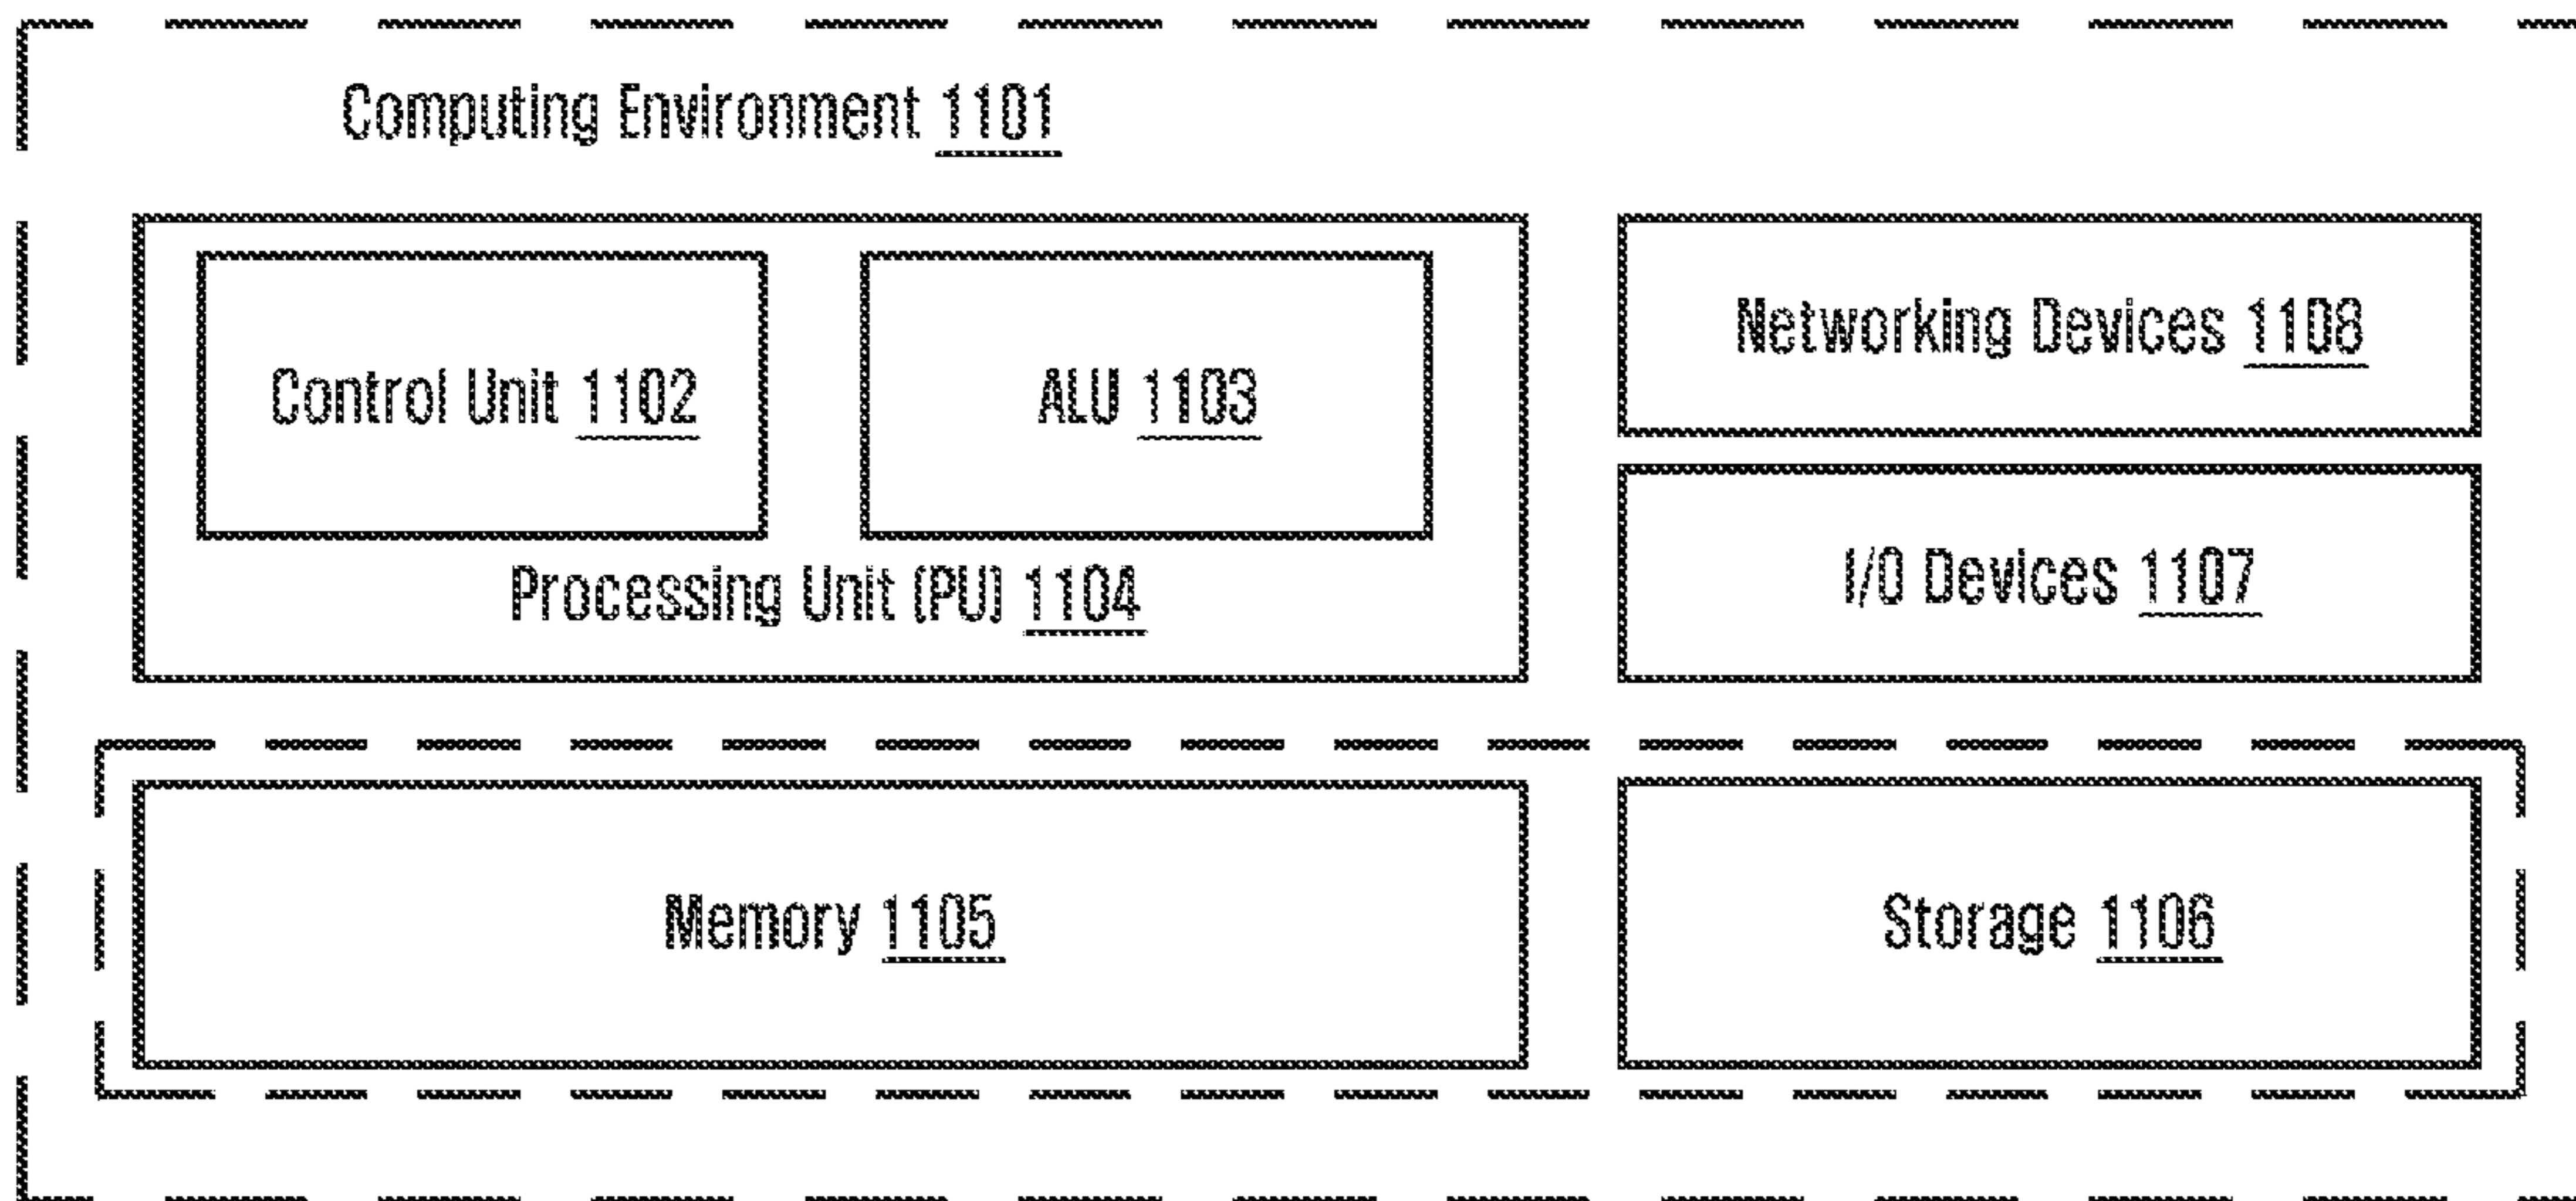 Computing Environment 1101
Control Unit 1102
ALU 1103
Processing Unit (PU) 1104
Networking Devices 1108
I/O Devices 1107
Memory 1105
Storage 1106